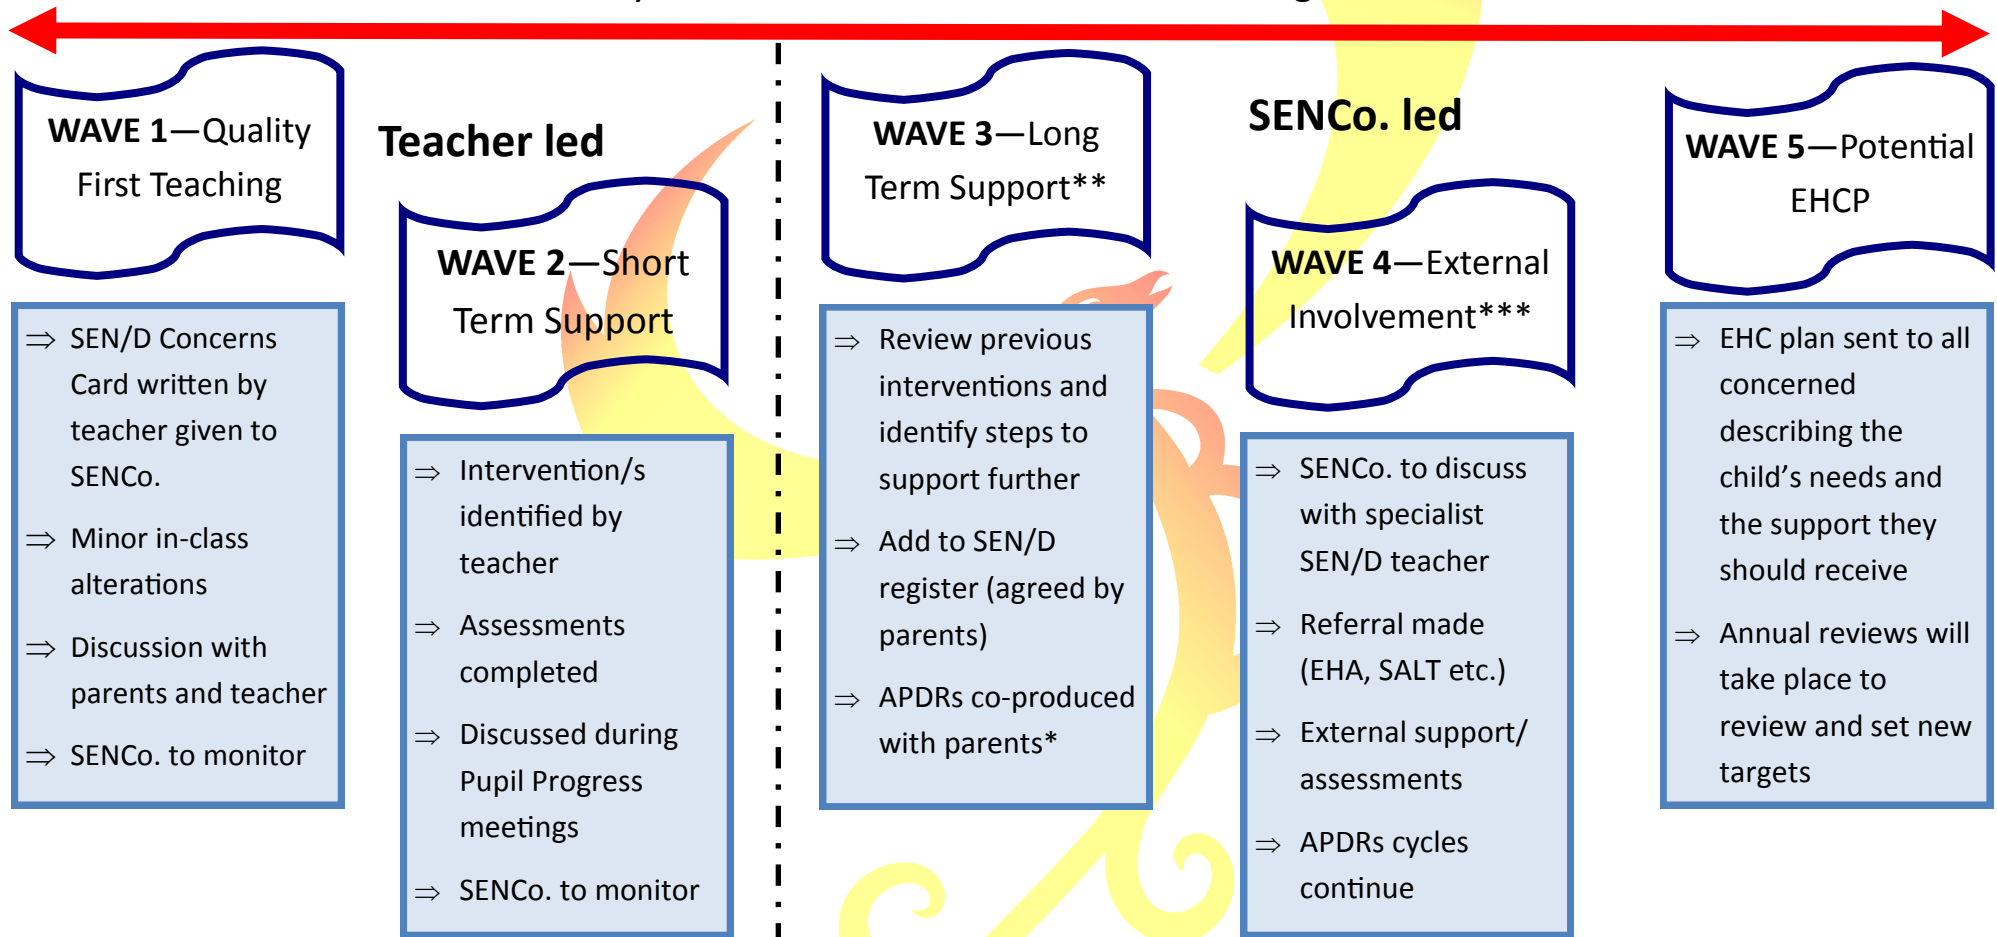 WAVE 1—Quality
First Teaching
SEN/D Concerns
Card written by
teacher given to
SENCo.
Minor in-class
alterations
Discussion with
parents and teacher
SENCo. to monitor
Teacher led
WAVE 2—Short
Term Support
Intervention/s
identified by
teacher
Assessments
completed
Discussed during
Pupil Progress
meetings
SENCo. to monitor
WAVE 3—Long
Term Support**
Review previous
interventions and
identify steps to
support further
Add to SEN/D
register (agreed by
parents)
APDRs co-produced
with parents*
SENCo. led
WAVE 4—External
Involvement***
SENCo. to discuss
with specialist
SEN/D teacher
Referral made
(EHA, SALT etc.)
External support/
assessments
APDRs cycles
continue
WAVE 5—Potential
EHCP
EHC plan sent to all
concerned
describing the
child’s needs and
the support they
should receive
Annual reviews will
take place to
review and set new
targets